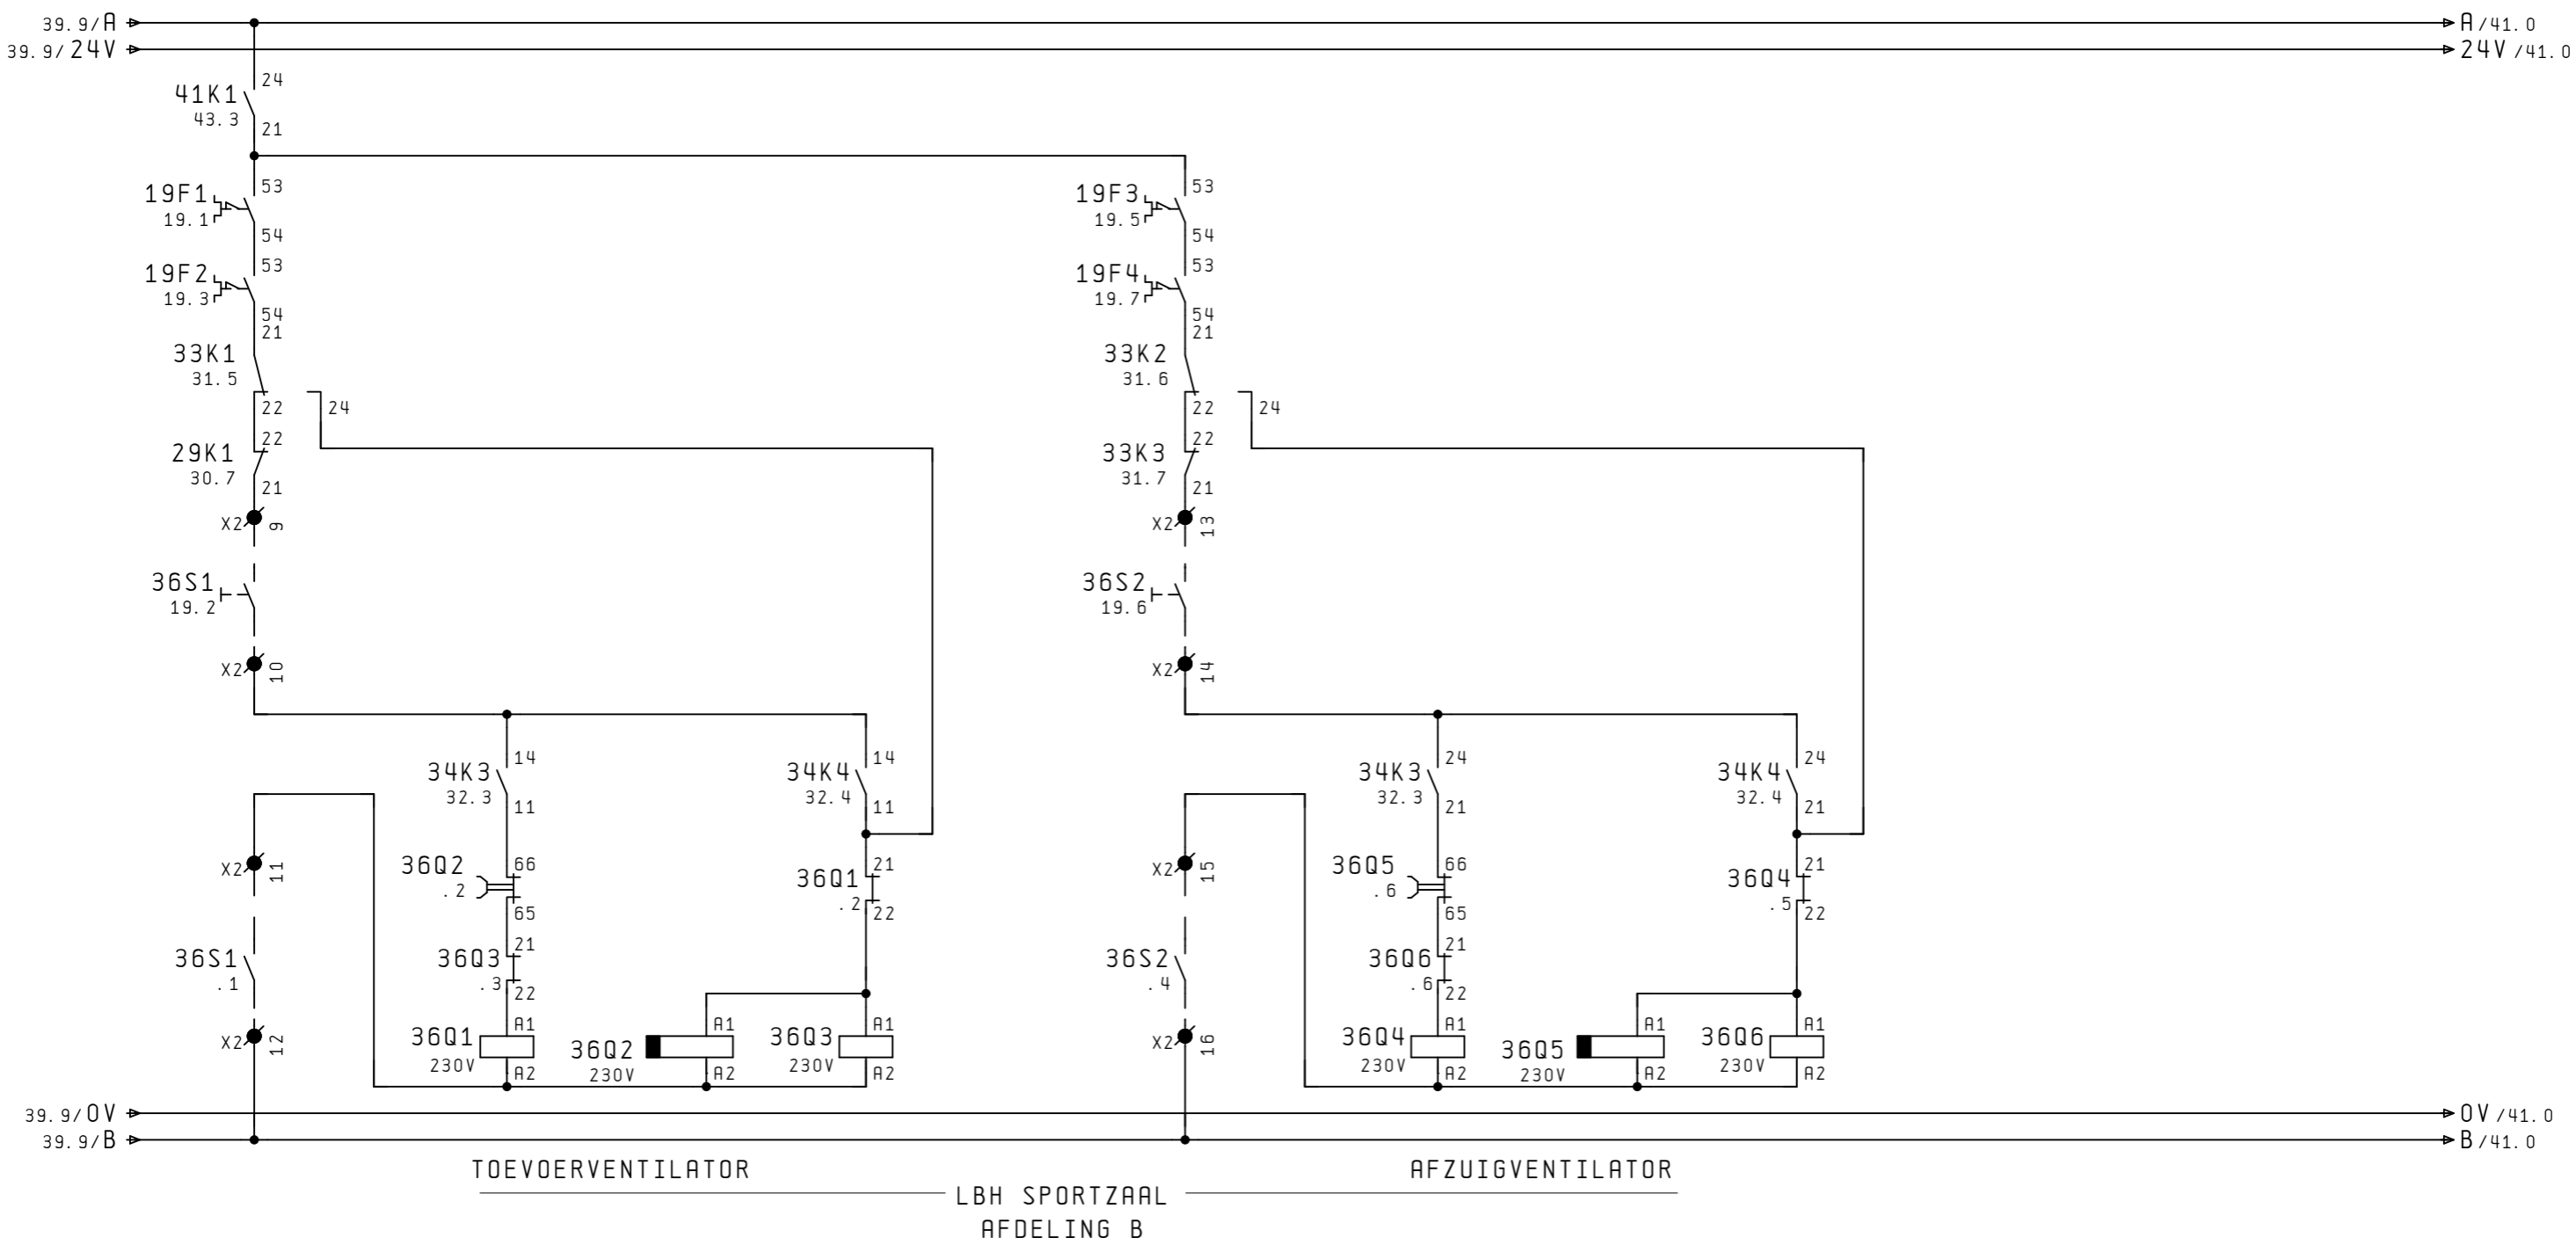 39.9/A A/41.0
39.9/24V 24V/41.0
24
41K1
43.3
21
53 53
19F1 19F3
19.1 19.5
54 54
53 53
19F2 19F4
19.3 19.7
54 54
21 21
33K1 33K2
31.5 31.6
22 24 22 24
22 22
29K1 33K3
30.7 31.7
21 21
X2 9 X2 13
36S1 36S2
19.2 19.6
X2 10 X2 14
14 14 24 24
34K3 34K4 34K3 34K4
32.3 32.4 32.3 32.4
11 11 21 21
X2 11 36Q2 66 21 X2 15 36Q5 66 21
.2 36Q1 .6 36Q4
65 .2 22 65 .5 22
21 21
36S1 36Q3 36S2 36Q6
.1 .3 .4 .6
22 22
A1 A1 A1 A1 A1 A1
X2 12 36Q1 36Q2 36Q3 X2 16 36Q4 36Q5 36Q6
230V 230V 230V 230V 230V 230V
A2 A2 A2 A2 A2 A2
39.9/0V 0V/41.0
39.9/B B/41.0
TOEVOERVENTILATOR AFZUIGVENTILATOR
LBH SPORTZAAL
AFDELING B